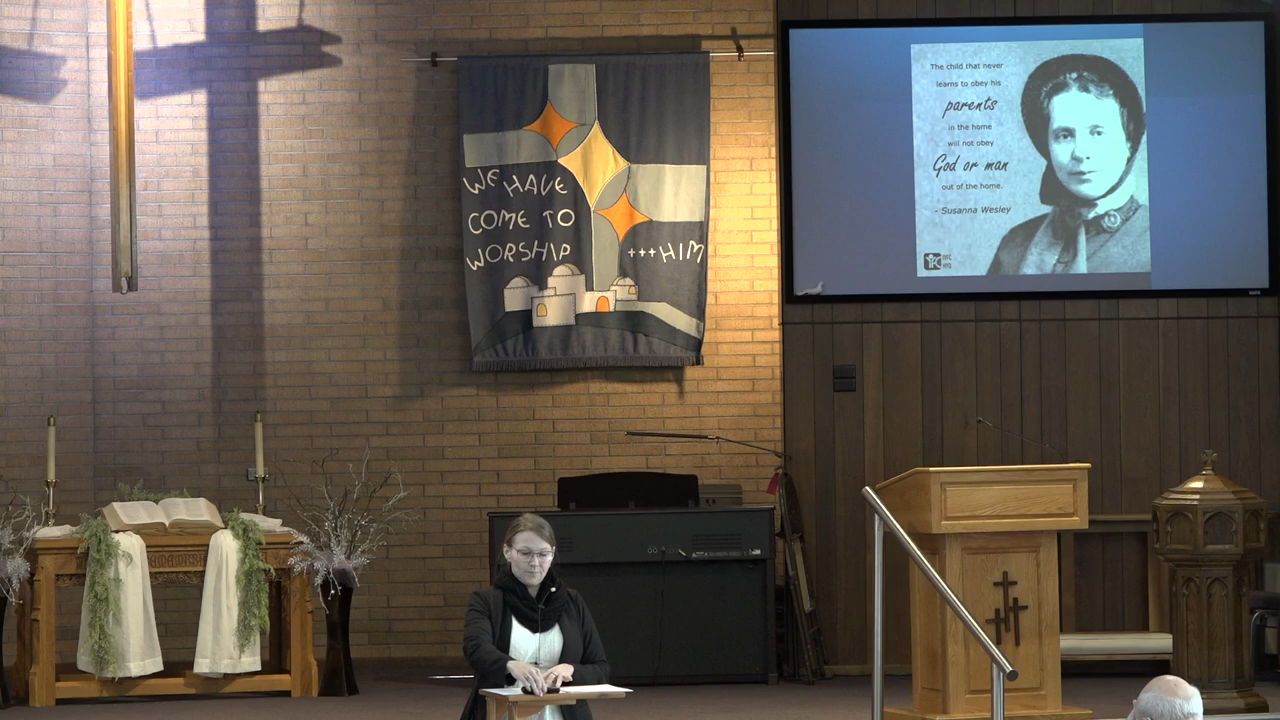 WE HAVE
COME TO
WORSHIP +++HIM
The child that never
learns to obey his
parents
in the home
will not obey
God or man
out of the home.
- Susanna Wesley